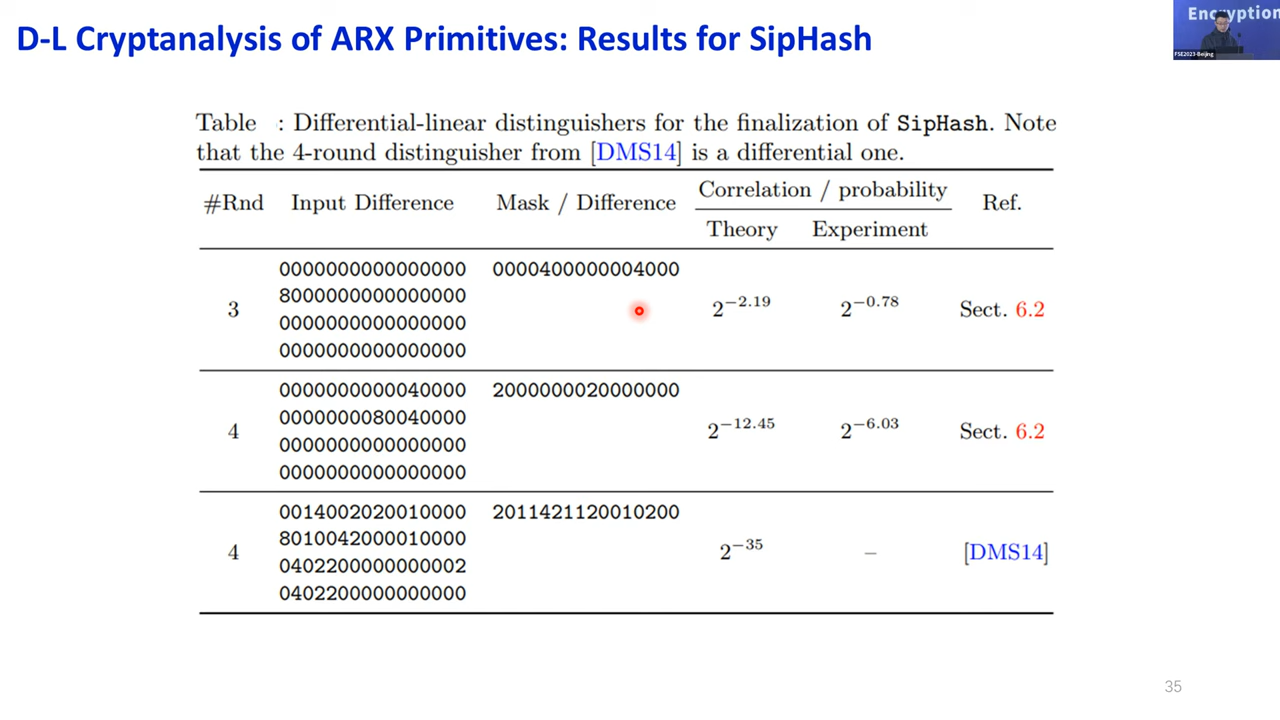 D-L Cryptanalysis of ARX Primitives: Results for SipHash
Encryption
FSE2023-Beijing
Table : Differential-linear distinguishers for the finalization of SipHash. Note
that the 4-round distinguisher from [DMS14] is a differential one.
#Rnd Input Difference Mask / Difference Correlation / probability Ref.
Theory Experiment
0000000000000000 0000400000004000
8000000000000000
3 2^−2.19 2^−0.78 Sect. 6.2
0000000000000000
0000000000000000
0000000000040000 2000000020000000
0000000080040000
4 2^−12.45 2^−6.03 Sect. 6.2
0000000000000000
0000000000000000
0014002020010000 2011421120010200
8010042000010000
4 2^−35 – [DMS14]
0402200000000002
0402200000000000
35